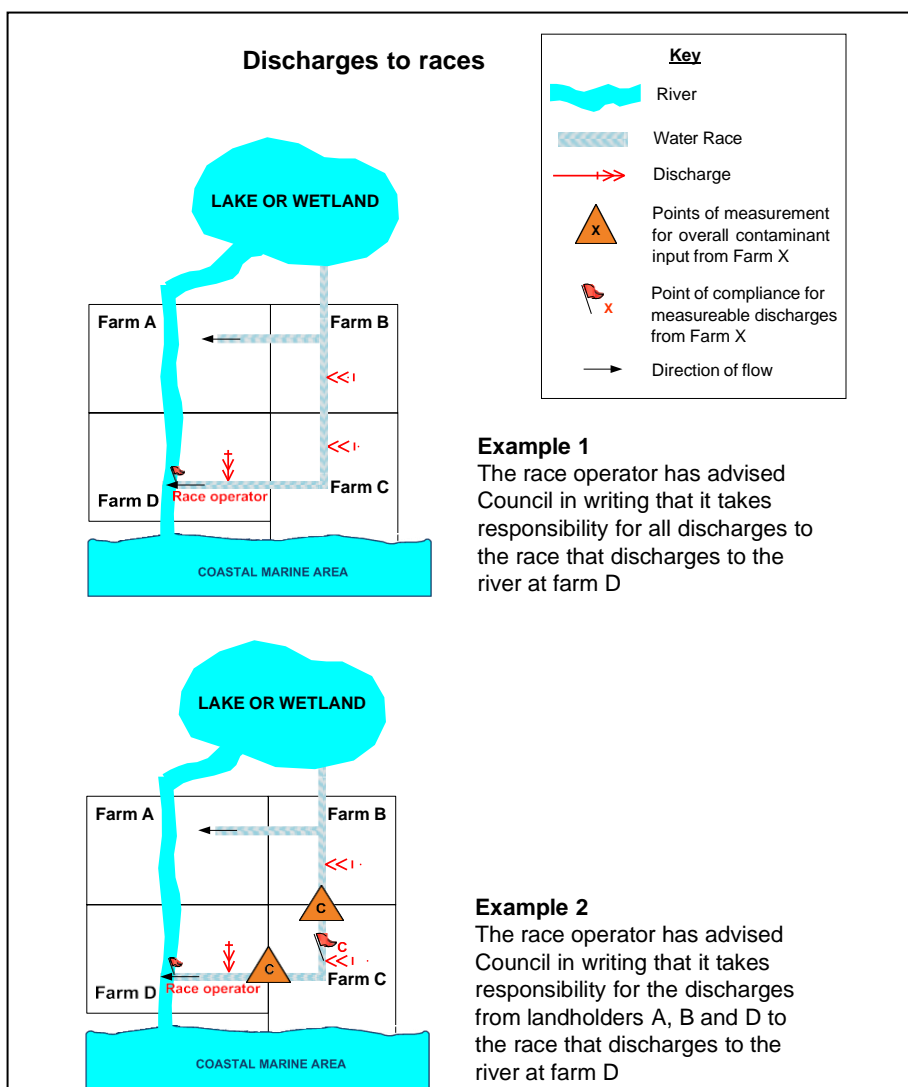 Discharges to races
Key
River
Water Race
Discharge
X
Points of measurement
for overall contaminant
input from Farm X
X
Point of compliance for
measureable discharges
from Farm X
Direction of flow
LAKE OR WETLAND
Farm A
Farm B
Farm D
Race operator
Farm C
COASTAL MARINE AREA
Example 1
The race operator has advised
Council in writing that it takes
responsibility for all discharges to
the race that discharges to the
river at farm D
LAKE OR WETLAND
Farm A
Farm B
C
C
C
Farm D
Race operator
Farm C
COASTAL MARINE AREA
Example 2
The race operator has advised
Council in writing that it takes
responsibility for the discharges
from landholders A, B and D to
the race that discharges to the
river at farm D